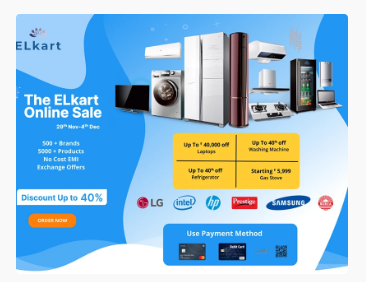 ELkart
The ELkart
Online Sale
29th Nov-4th Dec
500 + Brands
5000 + Products
No Cost EMI
Exchange Offers
Discount Up to 40%
ORDER NOW
Up To ₹ 40,000 off
Laptops
Up To 40% off
Washing Machine
Up To 40% off
Refrigerator
Starting ₹ 5,999
Gas Stove
LG
intel
hp
Prestige
SAMSUNG
Use Payment Method
Debit Card